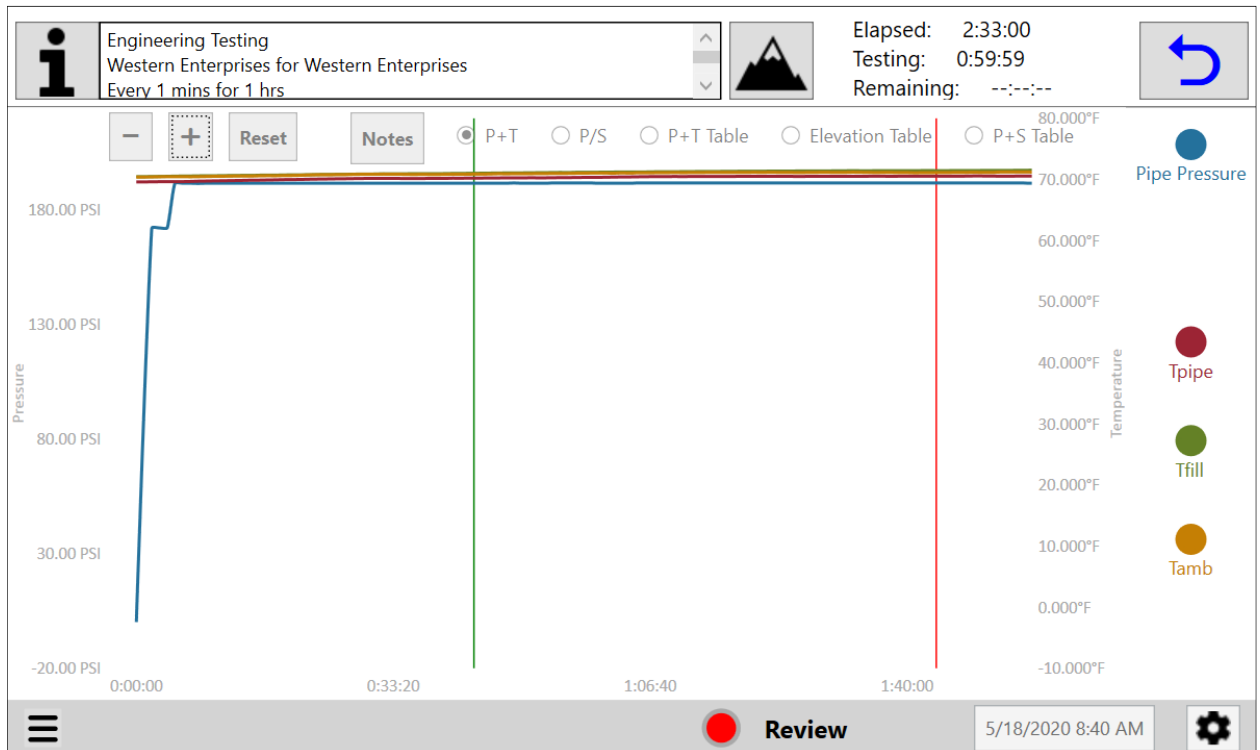 Engineering Testing
Western Enterprises for Western Enterprises
Every 1 mins for 1 hrs
Elapsed: 2:33:00
Testing: 0:59:59
Remaining: --:--:--
− + Reset Notes P+T P/S P+T Table Elevation Table P+S Table
80.000°F
70.000°F
60.000°F
50.000°F
40.000°F
30.000°F
20.000°F
10.000°F
0.000°F
-10.000°F
Temperature
180.00 PSI
130.00 PSI
80.00 PSI
30.00 PSI
-20.00 PSI
Pressure
0:00:00 0:33:20 1:06:40 1:40:00
Pipe Pressure
Tpipe
Tfill
Tamb
Review
5/18/2020 8:40 AM